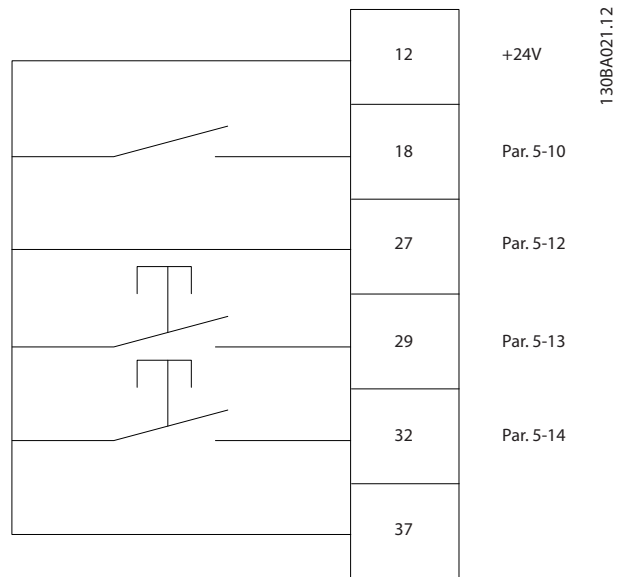 12 +24V
18 Par. 5-10
27 Par. 5-12
29 Par. 5-13
32 Par. 5-14
37
130BA021.12